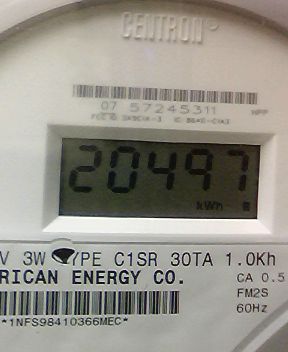 CENTRON®
07 57245311 NPP
20497
kWh
V 3W TYPE C1SR 30TA 1.0Kh
RICAN ENERGY CO. CA 0.5
FM2S
60Hz
*1NFS98410366MEC*